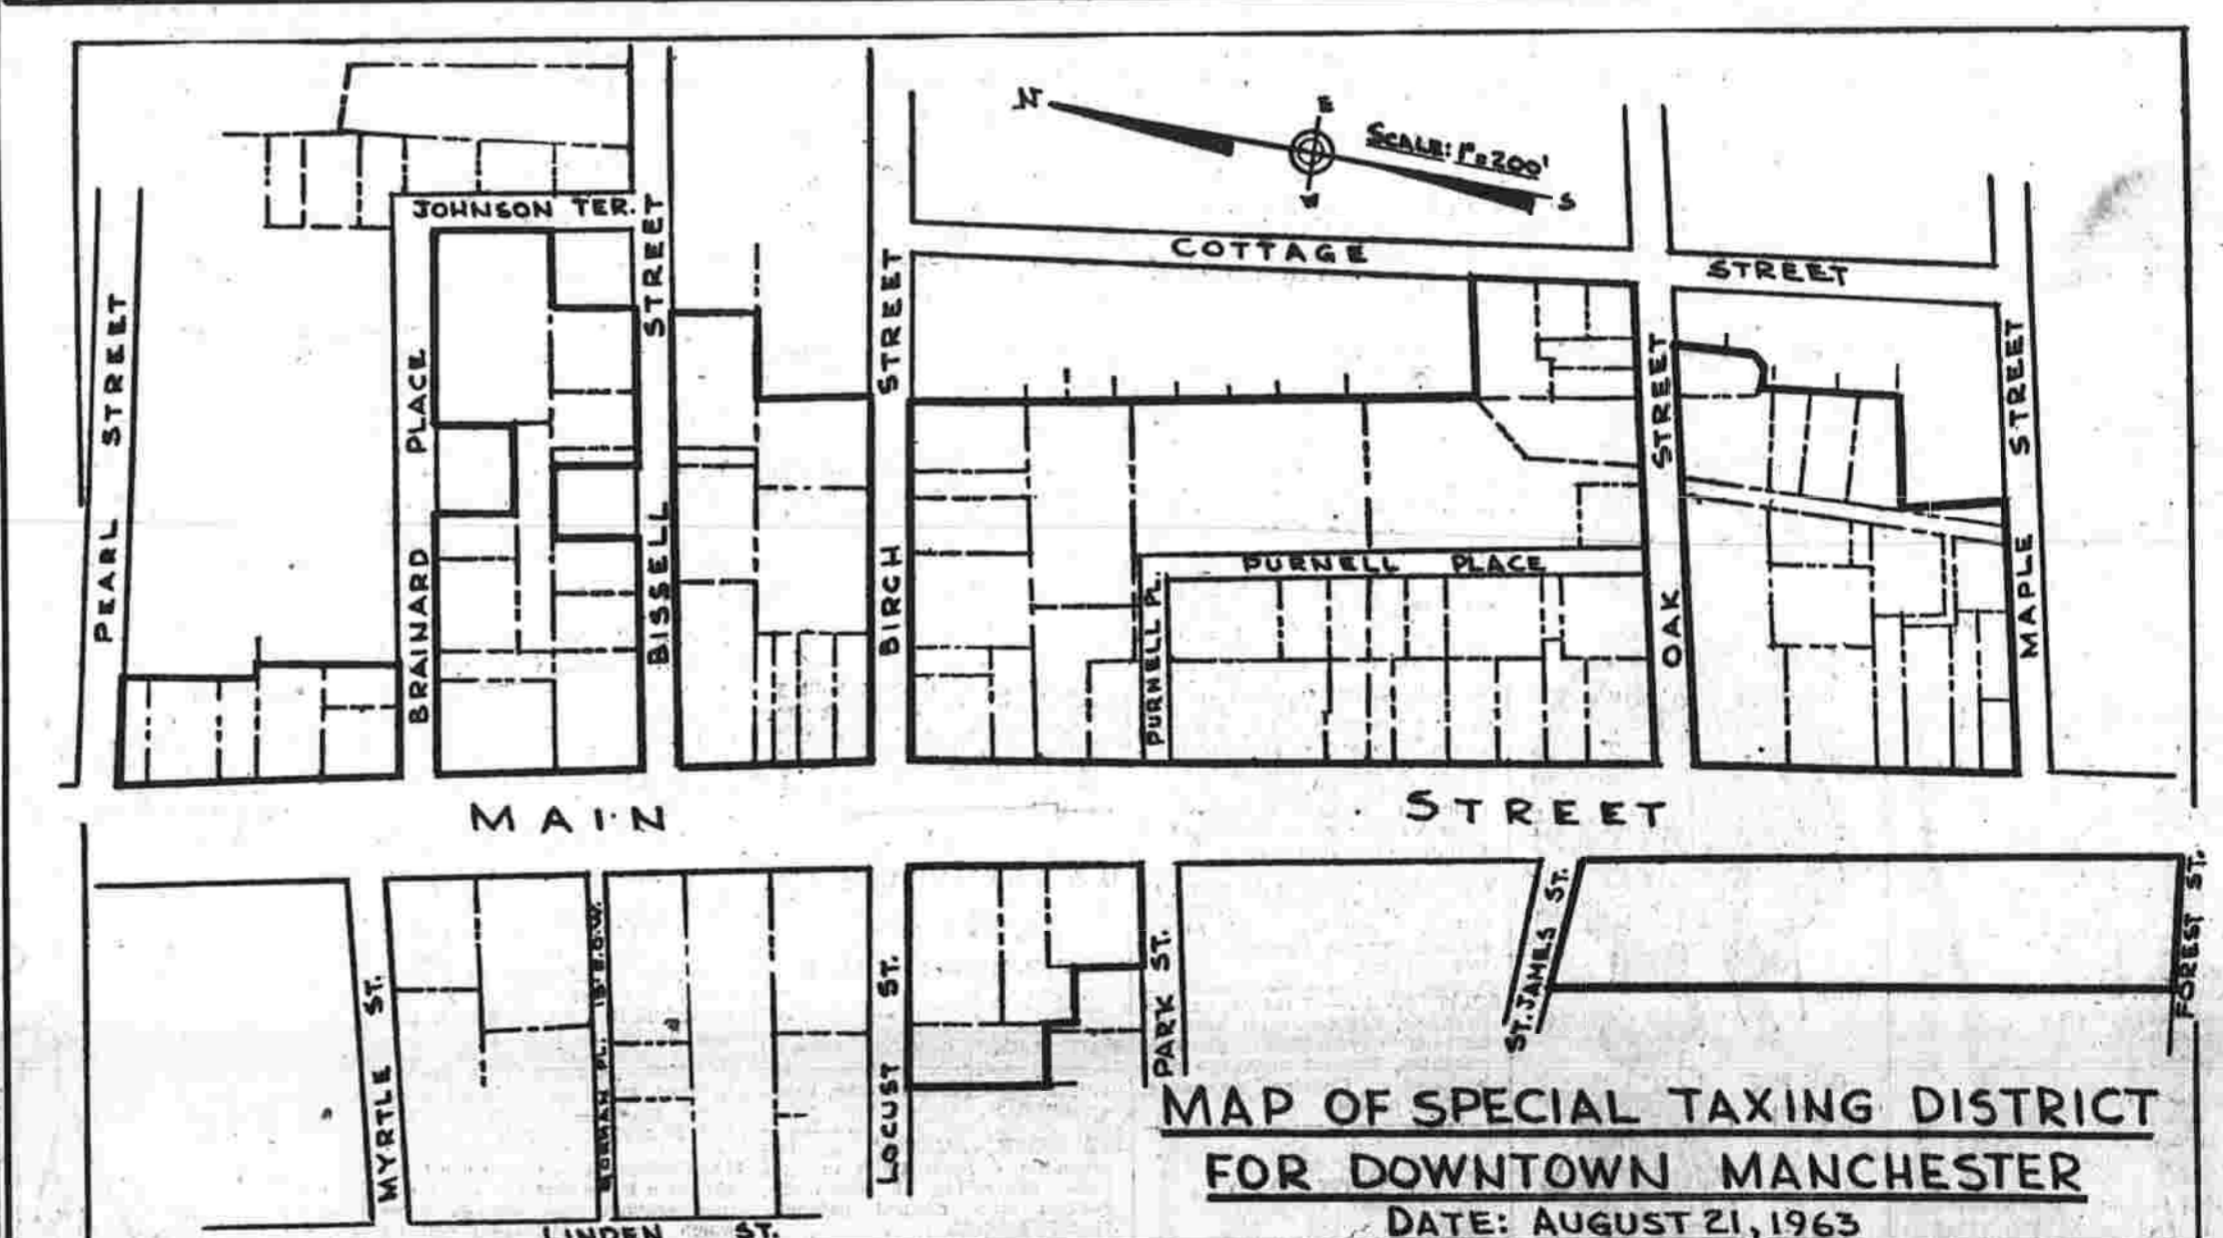 N
E
SCALE: 1"=200'
W
S
JOHNSON TER.
COTTAGE
STREET
PEARL STREET
BRAINARD PLACE
BISSELL STREET
BIRCH STREET
PURNELL PLACE
PURNELL PL.
OAK STREET
MAPLE STREET
MAIN STREET
MYRTLE ST.
PL. 15' R.O.W.
LOCUST ST.
PARK ST.
ST. JAMES ST.
FOREST ST.
LINDEN ST.
MAP OF SPECIAL TAXING DISTRICT
FOR DOWNTOWN MANCHESTER
DATE: AUGUST 21, 1963